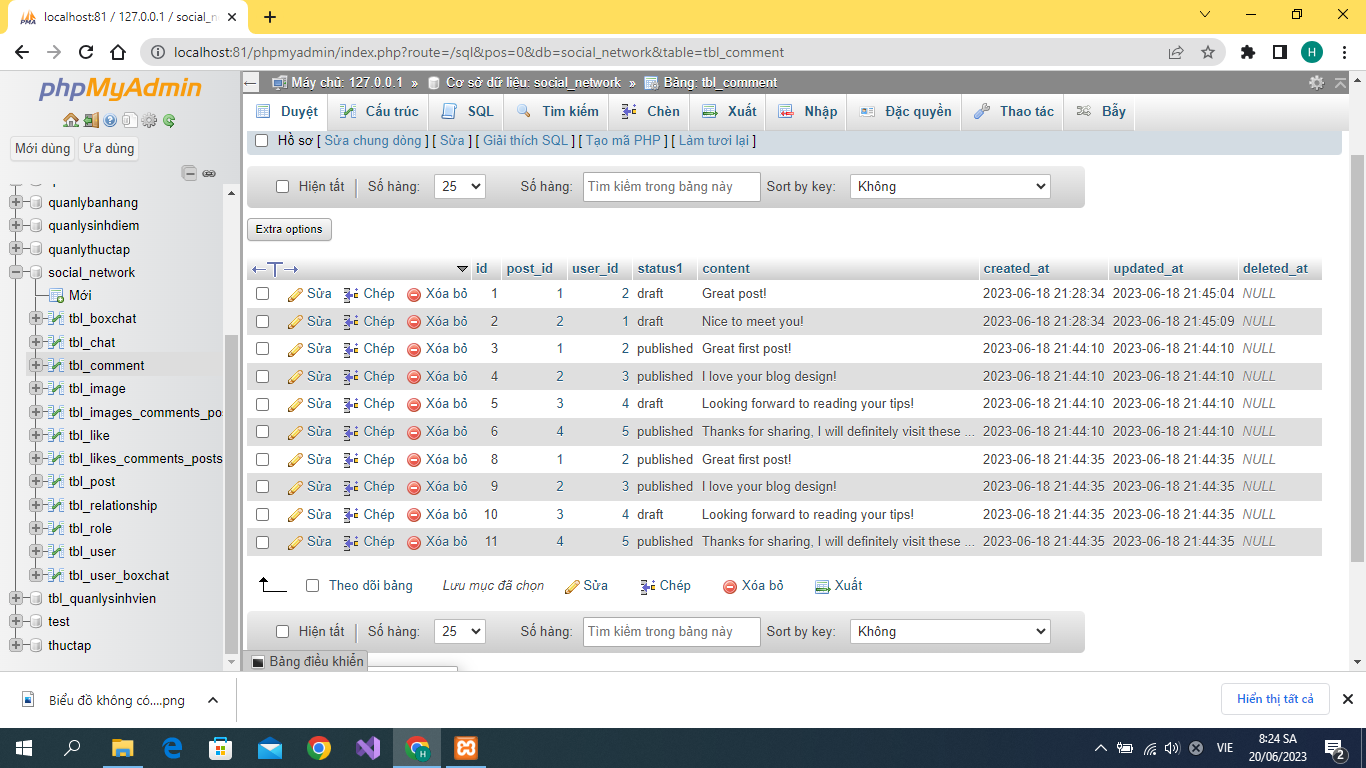 localhost:81 / 127.0.0.1 / social_n
localhost:81/phpmyadmin/index.php?route=/sql&pos=0&db=social_network&table=tbl_comment
H
phpMyAdmin
Mới dùng Ưa dùng
quanlybanhang
quanlysinhdiem
quanlythuctap
social_network
Mới
tbl_boxchat
tbl_chat
tbl_comment
tbl_image
tbl_images_comments_po
tbl_like
tbl_likes_comments_posts
tbl_post
tbl_relationship
tbl_role
tbl_user
tbl_user_boxchat
tbl_quanlysinhvien
test
thuctap
Máy chủ: 127.0.0.1 » Cơ sở dữ liệu: social_network » Bảng: tbl_comment
Duyệt Cấu trúc SQL Tìm kiếm Chèn Xuất Nhập Đặc quyền Thao tác Bẫy
Hồ sơ [ Sửa chung dòng ] [ Sửa ] [ Giải thích SQL ] [ Tạo mã PHP ] [ Làm tươi lại ]
Hiện tất Số hàng: 25 Số hàng: Tìm kiếm trong bảng này Sort by key: Không
Extra options
id post_id user_id status1 content created_at updated_at deleted_at
Sửa Chép Xóa bỏ 1 1 2 draft Great post! 2023-06-18 21:28:34 2023-06-18 21:45:04 NULL
Sửa Chép Xóa bỏ 2 2 1 draft Nice to meet you! 2023-06-18 21:28:34 2023-06-18 21:45:09 NULL
Sửa Chép Xóa bỏ 3 1 2 published Great first post! 2023-06-18 21:44:10 2023-06-18 21:44:10 NULL
Sửa Chép Xóa bỏ 4 2 3 published I love your blog design! 2023-06-18 21:44:10 2023-06-18 21:44:10 NULL
Sửa Chép Xóa bỏ 5 3 4 draft Looking forward to reading your tips! 2023-06-18 21:44:10 2023-06-18 21:44:10 NULL
Sửa Chép Xóa bỏ 6 4 5 published Thanks for sharing, I will definitely visit these ... 2023-06-18 21:44:10 2023-06-18 21:44:10 NULL
Sửa Chép Xóa bỏ 8 1 2 published Great first post! 2023-06-18 21:44:35 2023-06-18 21:44:35 NULL
Sửa Chép Xóa bỏ 9 2 3 published I love your blog design! 2023-06-18 21:44:35 2023-06-18 21:44:35 NULL
Sửa Chép Xóa bỏ 10 3 4 draft Looking forward to reading your tips! 2023-06-18 21:44:35 2023-06-18 21:44:35 NULL
Sửa Chép Xóa bỏ 11 4 5 published Thanks for sharing, I will definitely visit these ... 2023-06-18 21:44:35 2023-06-18 21:44:35 NULL
Theo dõi bảng Lưu mục đã chọn Sửa Chép Xóa bỏ Xuất
Hiện tất Số hàng: 25 Số hàng: Tìm kiếm trong bảng này Sort by key: Không
Bảng điều khiển
Biểu đồ không có....png
Hiển thị tất cả
VIE
8:24 SA
20/06/2023
2